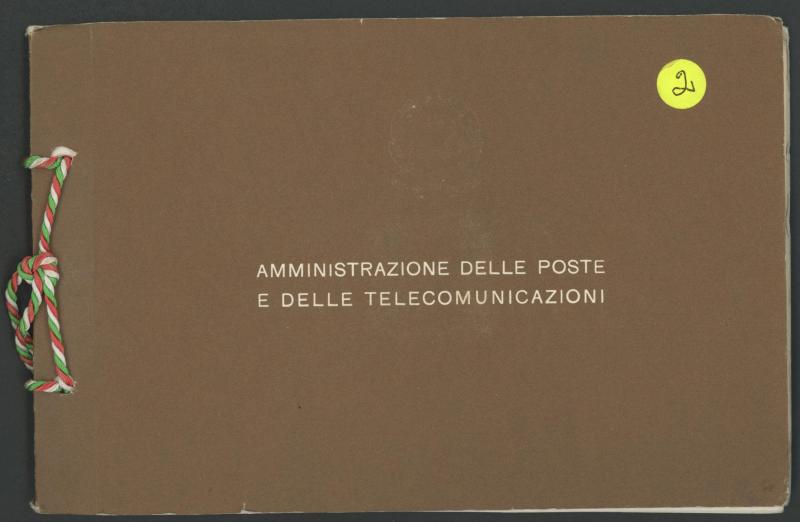 2
AMMINISTRAZIONE DELLE POSTE
E DELLE TELECOMUNICAZIONI